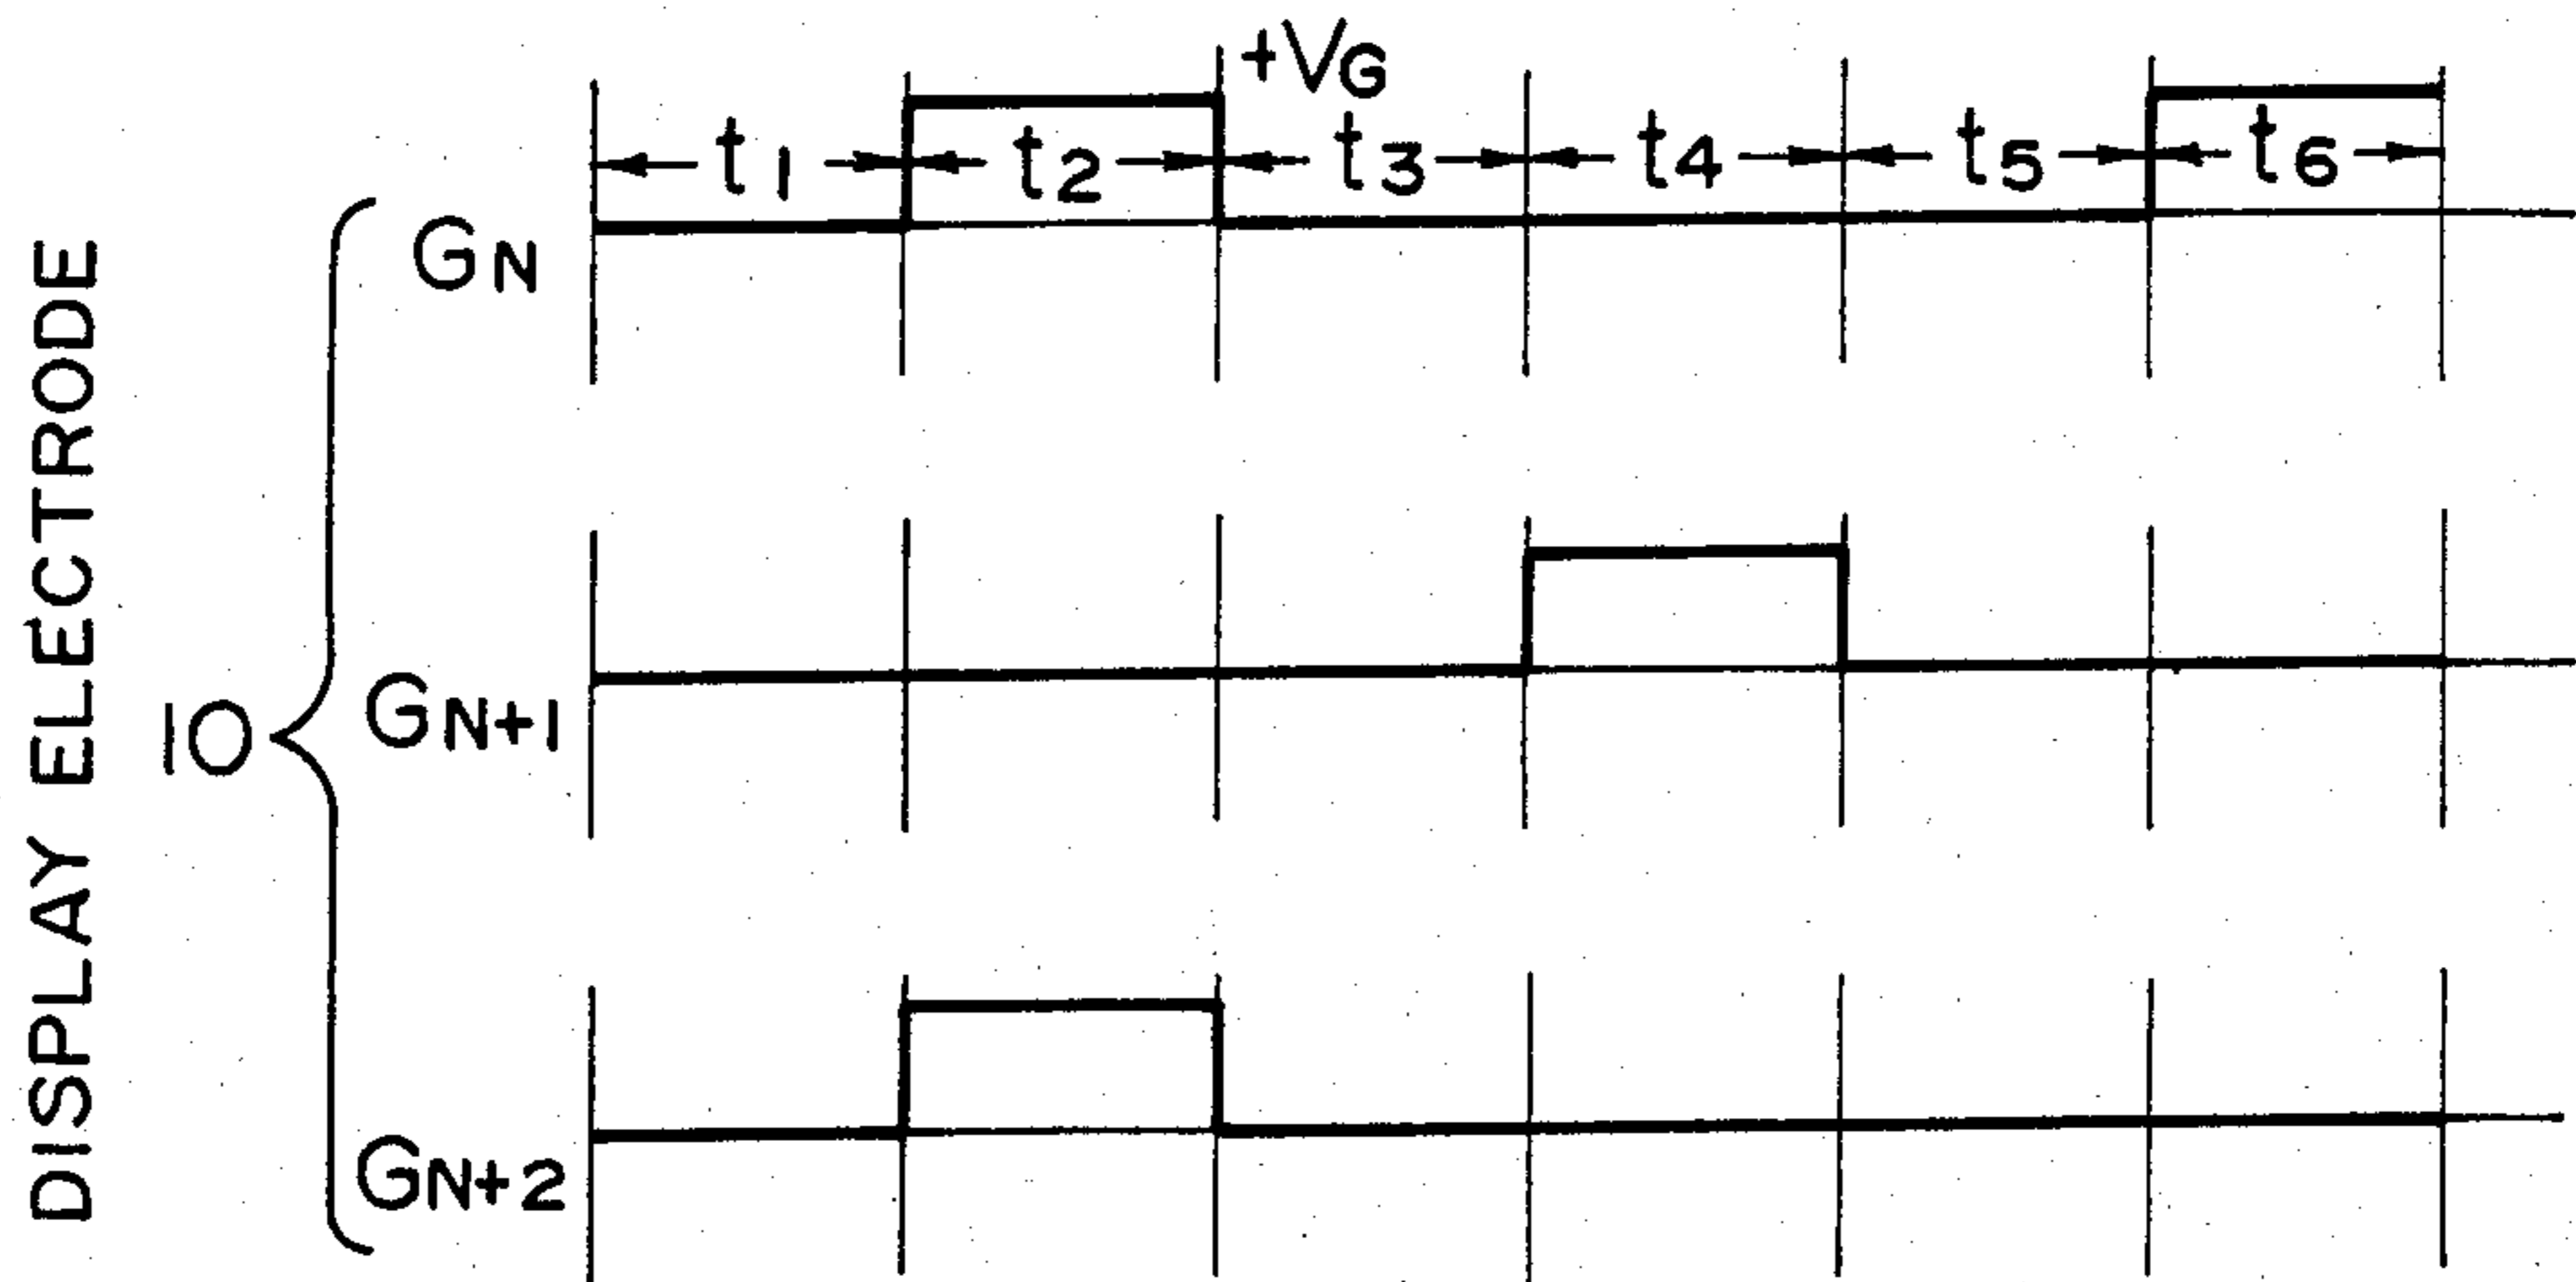 +VG
t1 t2 t3 t4 t5 t6
GN
DISPLAY ELECTRODE
10
GN+1
GN+2